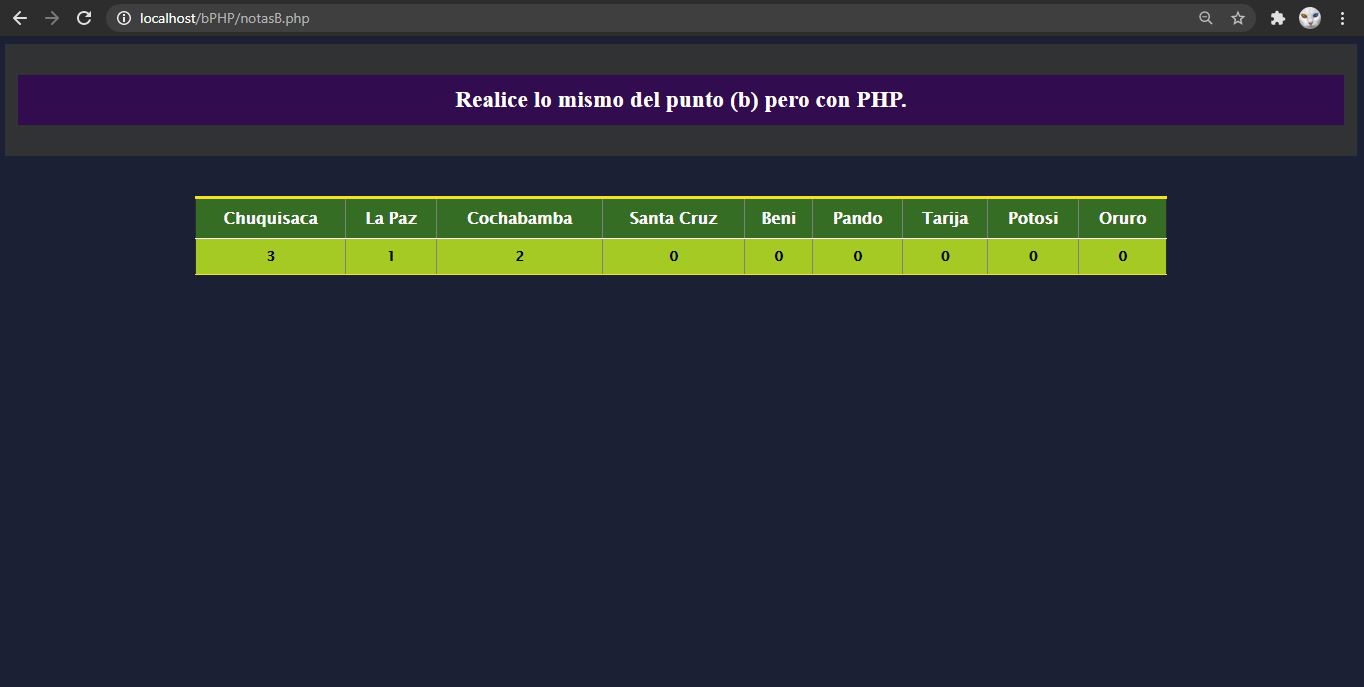 localhost/bPHP/notasB.php
Realice lo mismo del punto (b) pero con PHP.
Chuquisaca La Paz Cochabamba Santa Cruz Beni Pando Tarija Potosi Oruro
3 1 2 0 0 0 0 0 0